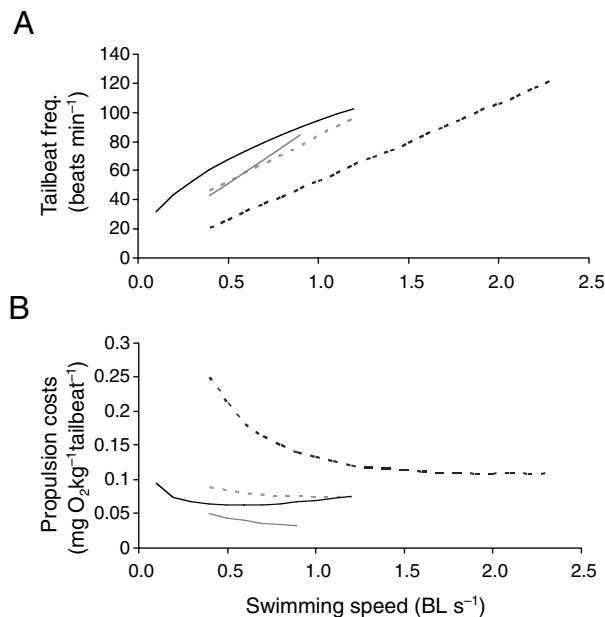 A
Tailbeat freq.
(beats min⁻¹)
140
120
100
80
60
40
20
0
0.0 0.5 1.0 1.5 2.0 2.5
B
Propulsion costs
(mg O₂kg⁻¹tailbeat⁻¹)
0.3
0.25
0.2
0.15
0.1
0.05
0
0.0 0.5 1.0 1.5 2.0 2.5
Swimming speed (BL s⁻¹)